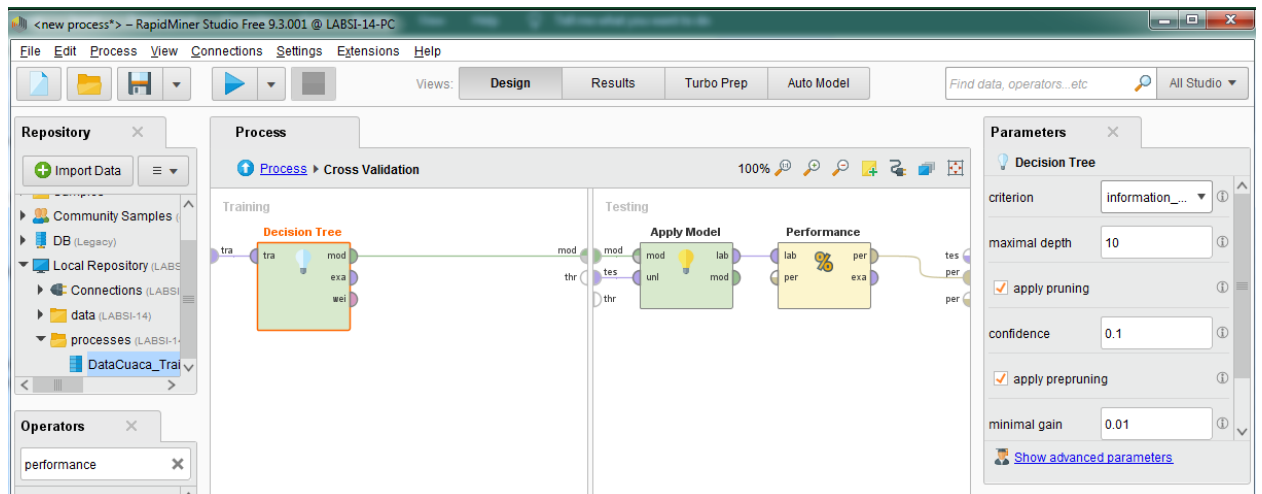 <new process*> – RapidMiner Studio Free 9.3.001 @ LABSI-14-PC
File Edit Process View Connections Settings Extensions Help
Views: Design Results Turbo Prep Auto Model Find data, operators...etc All Studio
Repository
Import Data
Community Samples
DB (Legacy)
Local Repository (LABS
Connections (LABSI
data (LABSI-14)
processes (LABSI-1
DataCuaca_Trai
Operators
performance
Process
Process Cross Validation
100%
Training
Decision Tree
tra
tra mod
exa
wei
mod
thr
Testing
mod
tes
thr
Apply Model
mod lab
unl mod
Performance
lab per
per exa
tes
per
per
Parameters
Decision Tree
criterion information_...
maximal depth 10
apply pruning
confidence 0.1
apply prepruning
minimal gain 0.01
Show advanced parameters